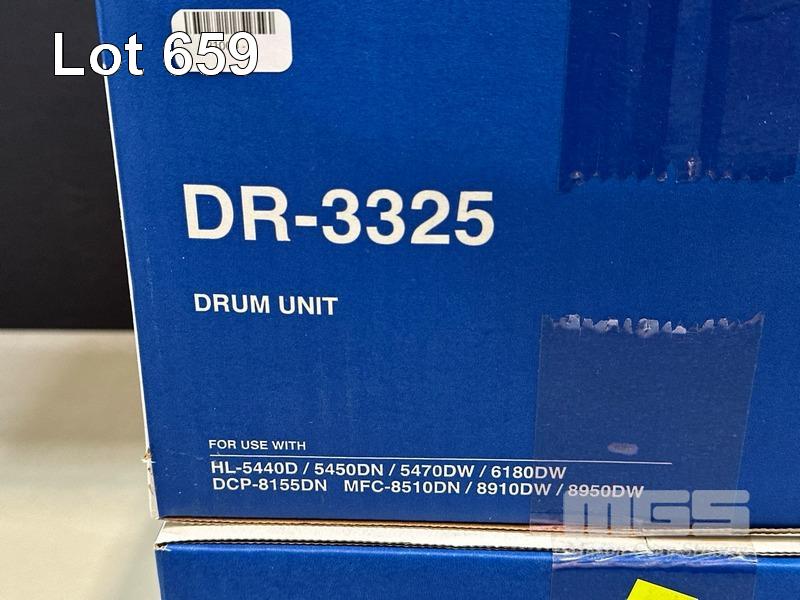 Lot 659
DR-3325
DRUM UNIT
FOR USE WITH
HL-5440D / 5450DN / 5470DW / 6180DW
DCP-8155DN MFC-8510DN / 8910DW / 8950DW
MGS